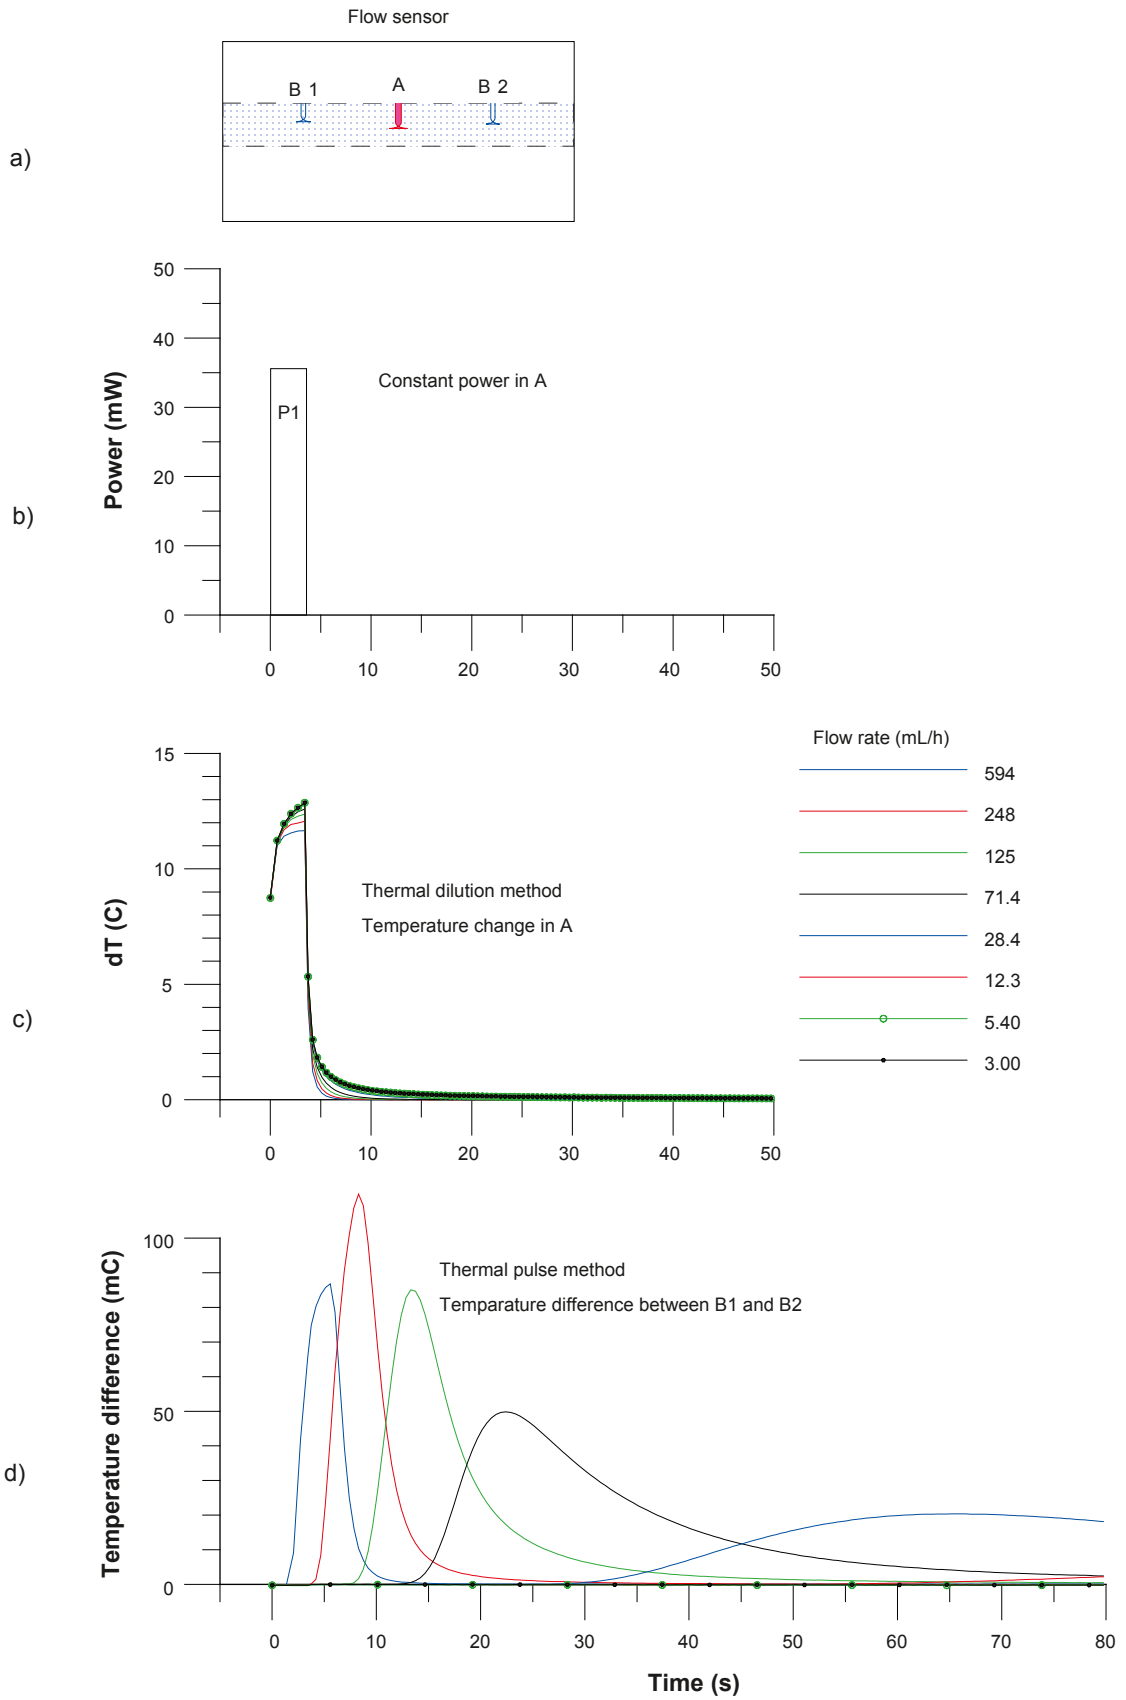 Flow sensor
B 1
A
B 2
a)
50
40
30
20
10
0
Power (mW)
P1
Constant power in A
b)
0
10
20
30
40
50
15
10
5
0
dT (C)
Thermal dilution method
Temperature change in A
c)
0
10
20
30
40
50
Flow rate (mL/h)
594
248
125
71.4
28.4
12.3
5.40
3.00
100
50
0
Temperature difference (mC)
Thermal pulse method
Temparature difference between B1 and B2
d)
0
10
20
30
40
50
60
70
80
Time (s)